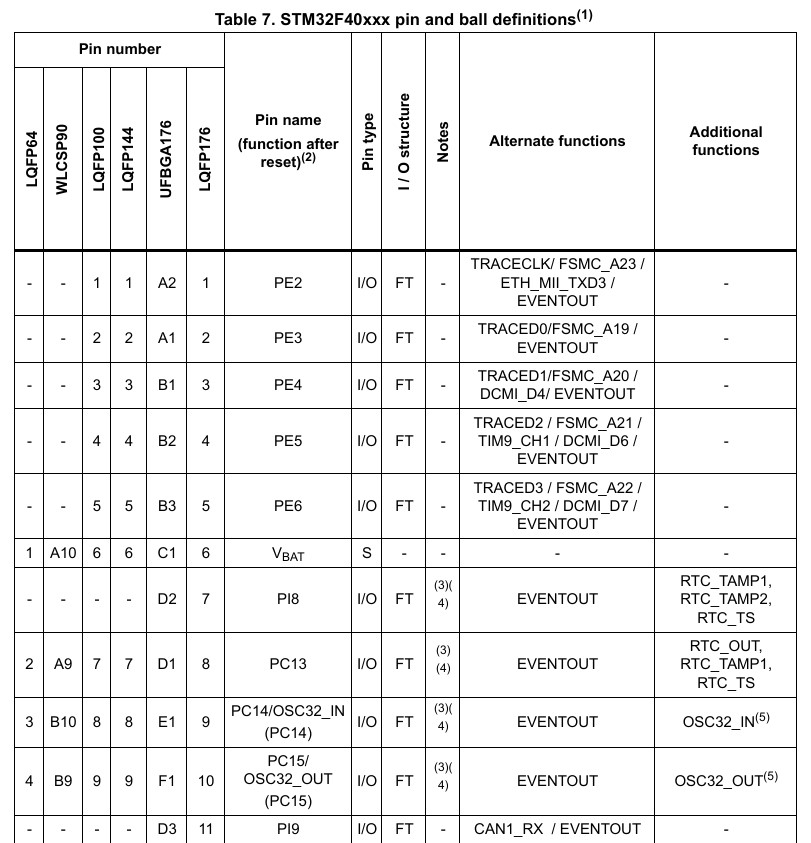 Table 7. STM32F40xxx pin and ball definitions(1)
Pin number
LQFP64
WLCSP90
LQFP100
LQFP144
UFBGA176
LQFP176
Pin name
(function after
reset)(2)
Pin type
I / O structure
Notes
Alternate functions
Additional
functions
- - 1 1 A2 1 PE2 I/O FT - TRACECLK/ FSMC_A23 /
ETH_MII_TXD3 /
EVENTOUT
-
- - 2 2 A1 2 PE3 I/O FT - TRACED0/FSMC_A19 /
EVENTOUT
-
- - 3 3 B1 3 PE4 I/O FT - TRACED1/FSMC_A20 /
DCMI_D4/ EVENTOUT
-
- - 4 4 B2 4 PE5 I/O FT - TRACED2 / FSMC_A21 /
TIM9_CH1 / DCMI_D6 /
EVENTOUT
-
- - 5 5 B3 5 PE6 I/O FT - TRACED3 / FSMC_A22 /
TIM9_CH2 / DCMI_D7 /
EVENTOUT
-
1 A10 6 6 C1 6 VBAT S - - - -
- - - - D2 7 PI8 I/O FT (3)(
4)
EVENTOUT
RTC_TAMP1,
RTC_TAMP2,
RTC_TS
2 A9 7 7 D1 8 PC13 I/O FT (3)
(4)
EVENTOUT
RTC_OUT,
RTC_TAMP1,
RTC_TS
3 B10 8 8 E1 9 PC14/OSC32_IN
(PC14)
I/O FT (3)(
4)
EVENTOUT OSC32_IN(5)
4 B9 9 9 F1 10 PC15/
OSC32_OUT
(PC15)
I/O FT (3)(
4)
EVENTOUT OSC32_OUT(5)
- - - - D3 11 PI9 I/O FT - CAN1_RX / EVENTOUT -